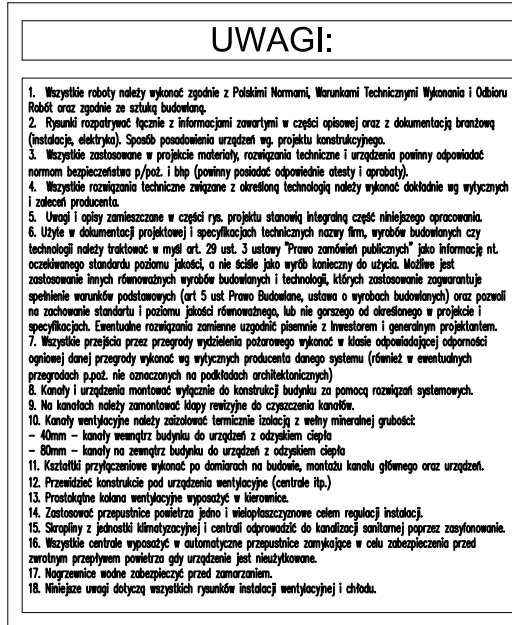 UWAGI:
1. Wszystkie roboty należy wykonać zgodnie z Polskimi Normami, Warunkami Technicznymi Wykonania i Odbioru
Robót oraz zgodnie ze sztuką budowlaną.
2. Rysunki rozpatrywać łącznie z informacjami zawartymi w części opisowej oraz z dokumentacją branżową
(instalacje, elektryka). Sposób posadowienia urządzeń wg. projektu konstrukcyjnego.
3. Wszystkie zastosowane w projekcie materiały, rozwiązania techniczne i urządzenia powinny odpowiadać
normom bezpieczeństwa p/poż. i bhp (powinny posiadać odpowiednie atesty i aprobaty).
4. Wszystkie rozwiązania techniczne związane z określoną technologią należy wykonać dokładnie wg wytycznych
i zaleceń producenta.
5. Uwagi i opisy zamieszczane w części rys. projektu stanowią integralną część niniejszego opracowania.
6. Użyte w dokumentacji projektowej i specyfikacjach technicznych nazwy firm, wyrobów budowlanych czy
technologii należy traktować w myśl art. 29 ust. 3 ustawy "Prawo zamówień publicznych" jako informację nt.
oczekiwanego standardu poziomu jakości, a nie ściśle jako wyrób konieczny do użycia. Możliwe jest
zastosowanie innych równoważnych wyrobów budowlanych i technologii, których zastosowanie zagwarantuje
spełnienie warunków podstawowych (art 5 ust Prawo Budowlane, ustawa o wyrobach budowlanych) oraz pozwoli
na zachowanie standartu i poziomu jakości równoważnego, lub nie gorszego od określonego w projekcie i
specyfikacjach. Ewentualne rozwiązania zamienne uzgodnić pisemnie z Inwestorem i generalnym projektantem.
7. Wszystkie przejścia przez przegrody wydzielenia pożarowego wykonać w klasie odpowiadającej odporności
ogniowej danej przegrody wykonać wg wytycznych producenta danego systemu (również w ewentualnych
przegrodach p.poż. nie oznaczonych na podkładach architektonicznych)
8. Kanały i urządzenia montować wyłącznie do konstrukcji budynku za pomocą rozwiązań systemowych.
9. Na kanałach należy zamontować klapy rewizyjne do czyszczenia kanałów.
10. Kanały wentylacyjne należy zaizolować termicznie izolacją z wełny mineralnej grubości:
– 40mm – kanały wewnątrz budynku do urządzeń z odzyskiem ciepła
– 80mm – kanały na zewnątrz budynku do urządzeń z odzyskiem ciepła
11. Kształtki przyłączeniowe wykonać po domiarach na budowie, montażu kanału głównego oraz urządzeń.
12. Przewidzieć konstrukcje pod urządzenia wentylacyjne (centrale itp.)
13. Prostokątne kolana wentylacyjne wyposażyć w kierownice.
14. Zastosować przepustnice powietrza jedno i wielopłaszczyznowe celem regulacji instalacji.
15. Skropliny z jednostki klimatyzacyjnej i centrali odprowadzić do kanalizacji sanitarnej poprzez zasyfonowanie.
16. Wszystkie centrale wyposażyć w automatyczne przepustnice zamykające w celu zabezpieczenia przed
zwrotnym przepływem powietrza gdy urządzenie jest nieużytkowane.
17. Nagrzewnice wodne zabezpieczyć przed zamarzaniem.
18. Niniejsze uwagi dotyczą wszystkich rysunków instalacji wentylacyjnej i chłodu.